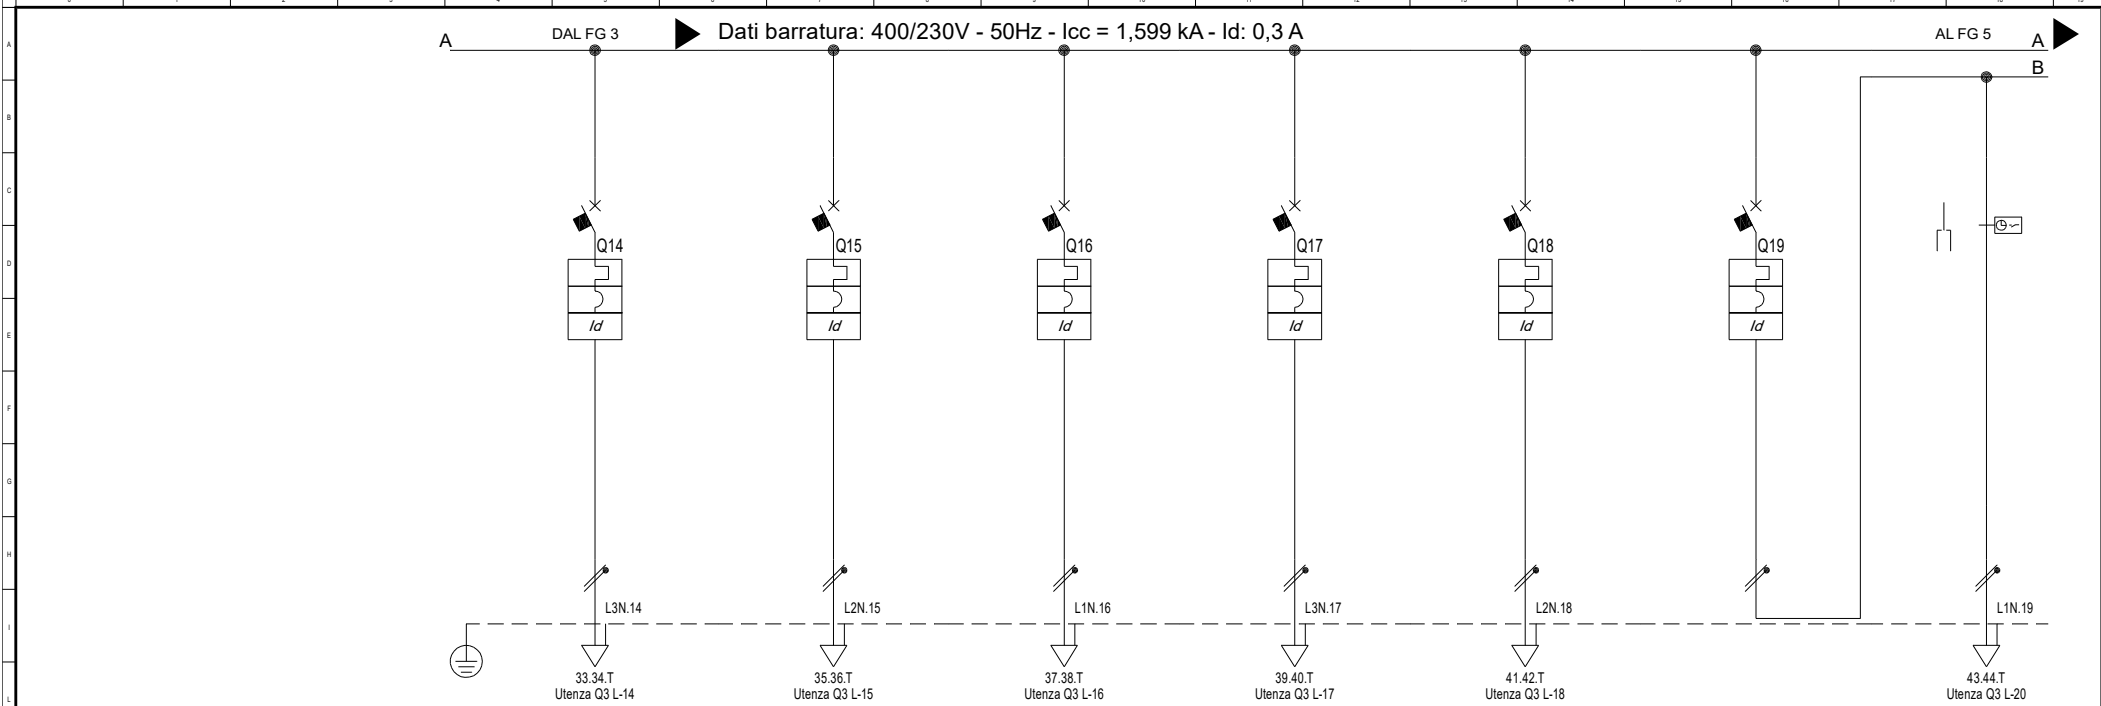 DAL FG 3
Dati barratura: 400/230V - 50Hz - Icc = 1,599 kA - Id: 0,3 A
AL FG 5
A
A
B
Q14
Q15
Q16
Q17
Q18
Q19
Id
Id
Id
Id
Id
Id
L3N.14
L2N.15
L1N.16
L3N.17
L2N.18
L1N.19
33.34.T
Utenza Q3 L-14
35.36.T
Utenza Q3 L-15
37.38.T
Utenza Q3 L-16
39.40.T
Utenza Q3 L-17
41.42.T
Utenza Q3 L-18
43.44.T
Utenza Q3 L-20
A
B
C
D
E
F
G
H
I
L